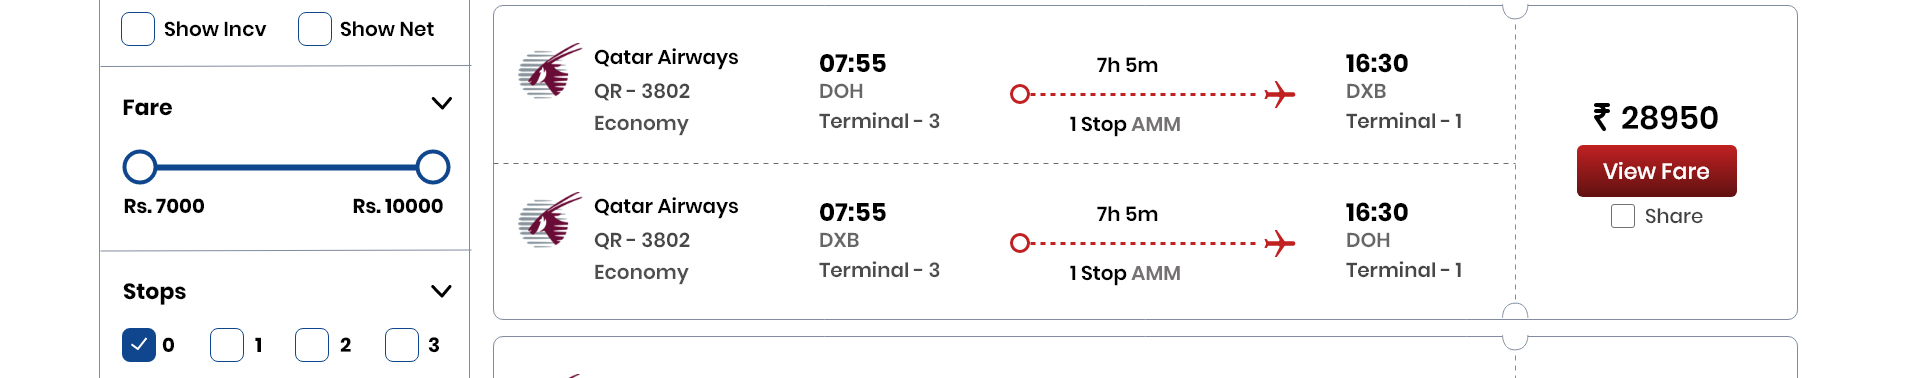 Show Incv Show Net
Fare
Rs. 7000 Rs. 10000
Stops
0 1 2 3
Qatar Airways
QR - 3802
Economy
07:55
DOH
Terminal - 3
7h 5m
1 Stop AMM
16:30
DXB
Terminal - 1
Qatar Airways
QR - 3802
Economy
07:55
DXB
Terminal - 3
7h 5m
1 Stop AMM
16:30
DOH
Terminal - 1
₹ 28950
View Fare
Share